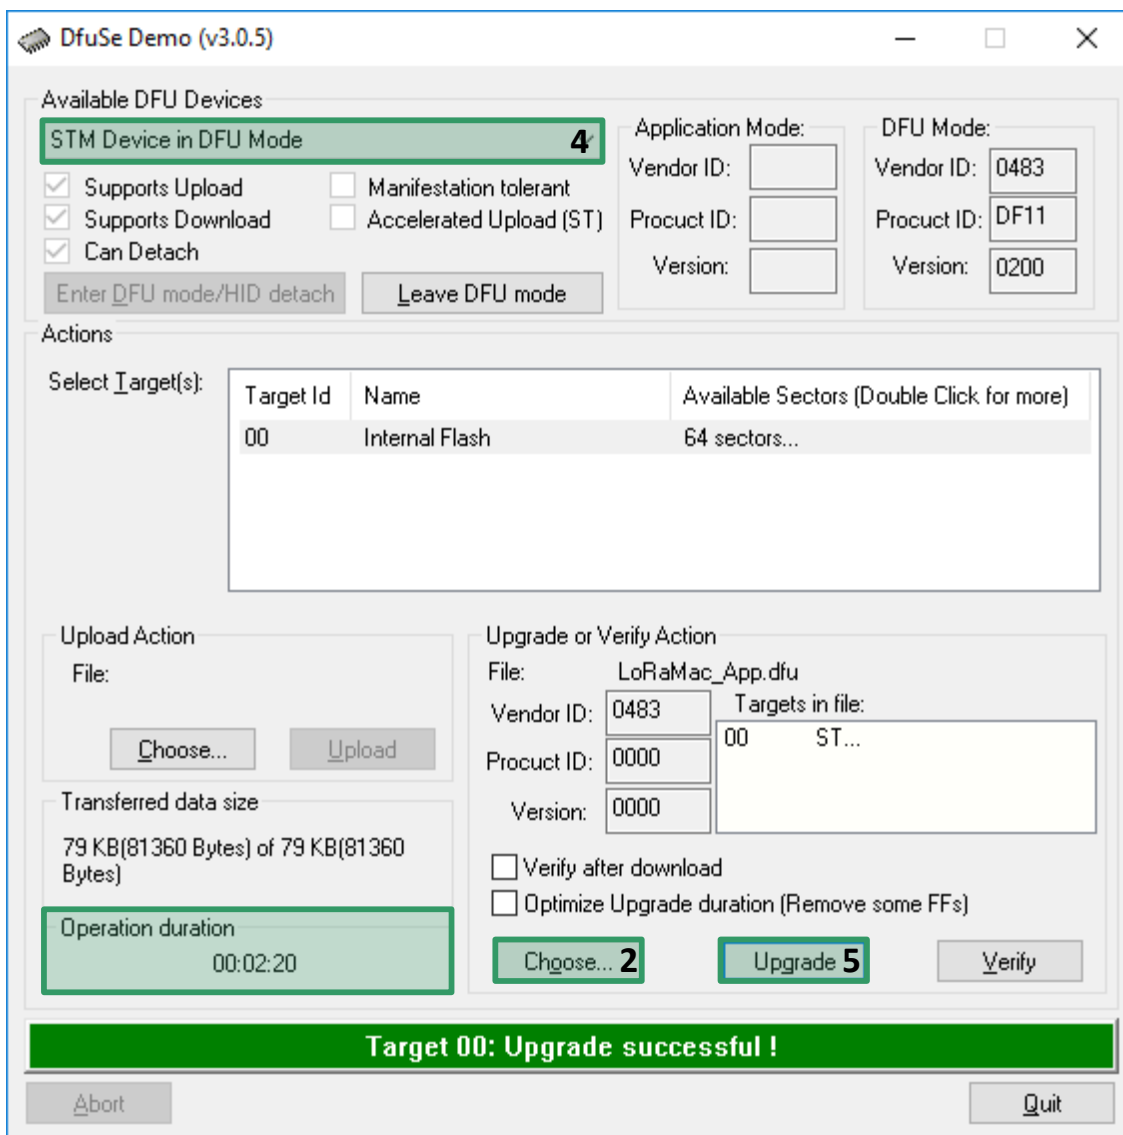 DfuSe Demo (v3.0.5)
Available DFU Devices
STM Device in DFU Mode 4
Supports Upload
Manifestation tolerant
Supports Download
Accelerated Upload (ST)
Can Detach
Enter DFU mode/HID detach
Leave DFU mode
Application Mode:
Vendor ID:
Procuct ID:
Version:
DFU Mode:
Vendor ID: 0483
Procuct ID: DF11
Version: 0200
Actions
Select Target(s):
Target Id Name Available Sectors (Double Click for more)
00 Internal Flash 64 sectors...
Upload Action
File:
Choose... Upload
Transferred data size
79 KB(81360 Bytes) of 79 KB(81360
Bytes)
Operation duration
00:02:20
Upgrade or Verify Action
File: LoRaMac_App.dfu
Vendor ID: 0483
Procuct ID: 0000
Version: 0000
Targets in file:
00 ST...
Verify after download
Optimize Upgrade duration (Remove some FFs)
Choose... 2 Upgrade 5 Verify
Target 00: Upgrade successful !
Abort Quit